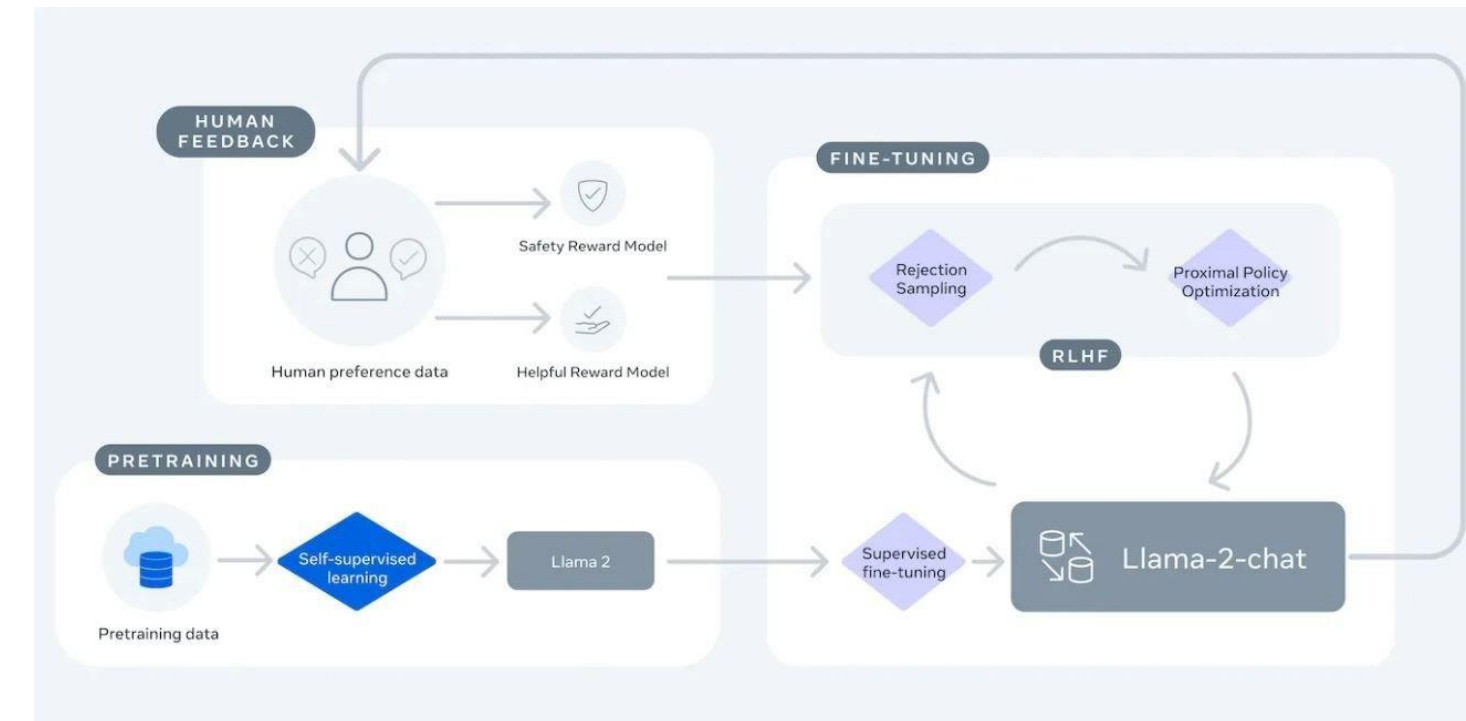 HUMAN
FEEDBACK
Safety Reward Model
Human preference data
Helpful Reward Model
FINE-TUNING
Rejection
Sampling
Proximal Policy
Optimization
RLHF
PRETRAINING
Pretraining data
Self-supervised
learning
Llama 2
Supervised
fine-tuning
Llama-2-chat